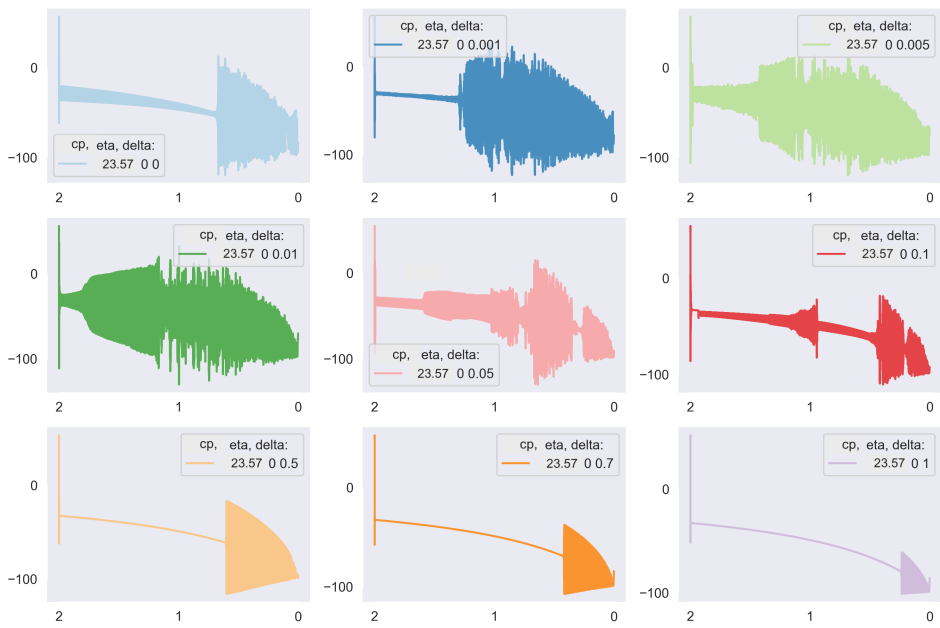 cp, eta, delta:
23.57 0 0
0
−100
2 1 0
cp, eta, delta:
23.57 0 0.001
0
−100
2 1 0
cp, eta, delta:
23.57 0 0.005
0
−100
2 1 0
cp, eta, delta:
23.57 0 0.01
0
−100
2 1 0
cp, eta, delta:
23.57 0 0.05
0
−100
2 1 0
cp, eta, delta:
23.57 0 0.1
0
−100
2 1 0
cp, eta, delta:
23.57 0 0.5
0
−100
2 1 0
cp, eta, delta:
23.57 0 0.7
0
−100
2 1 0
cp, eta, delta:
23.57 0 1
0
−100
2 1 0